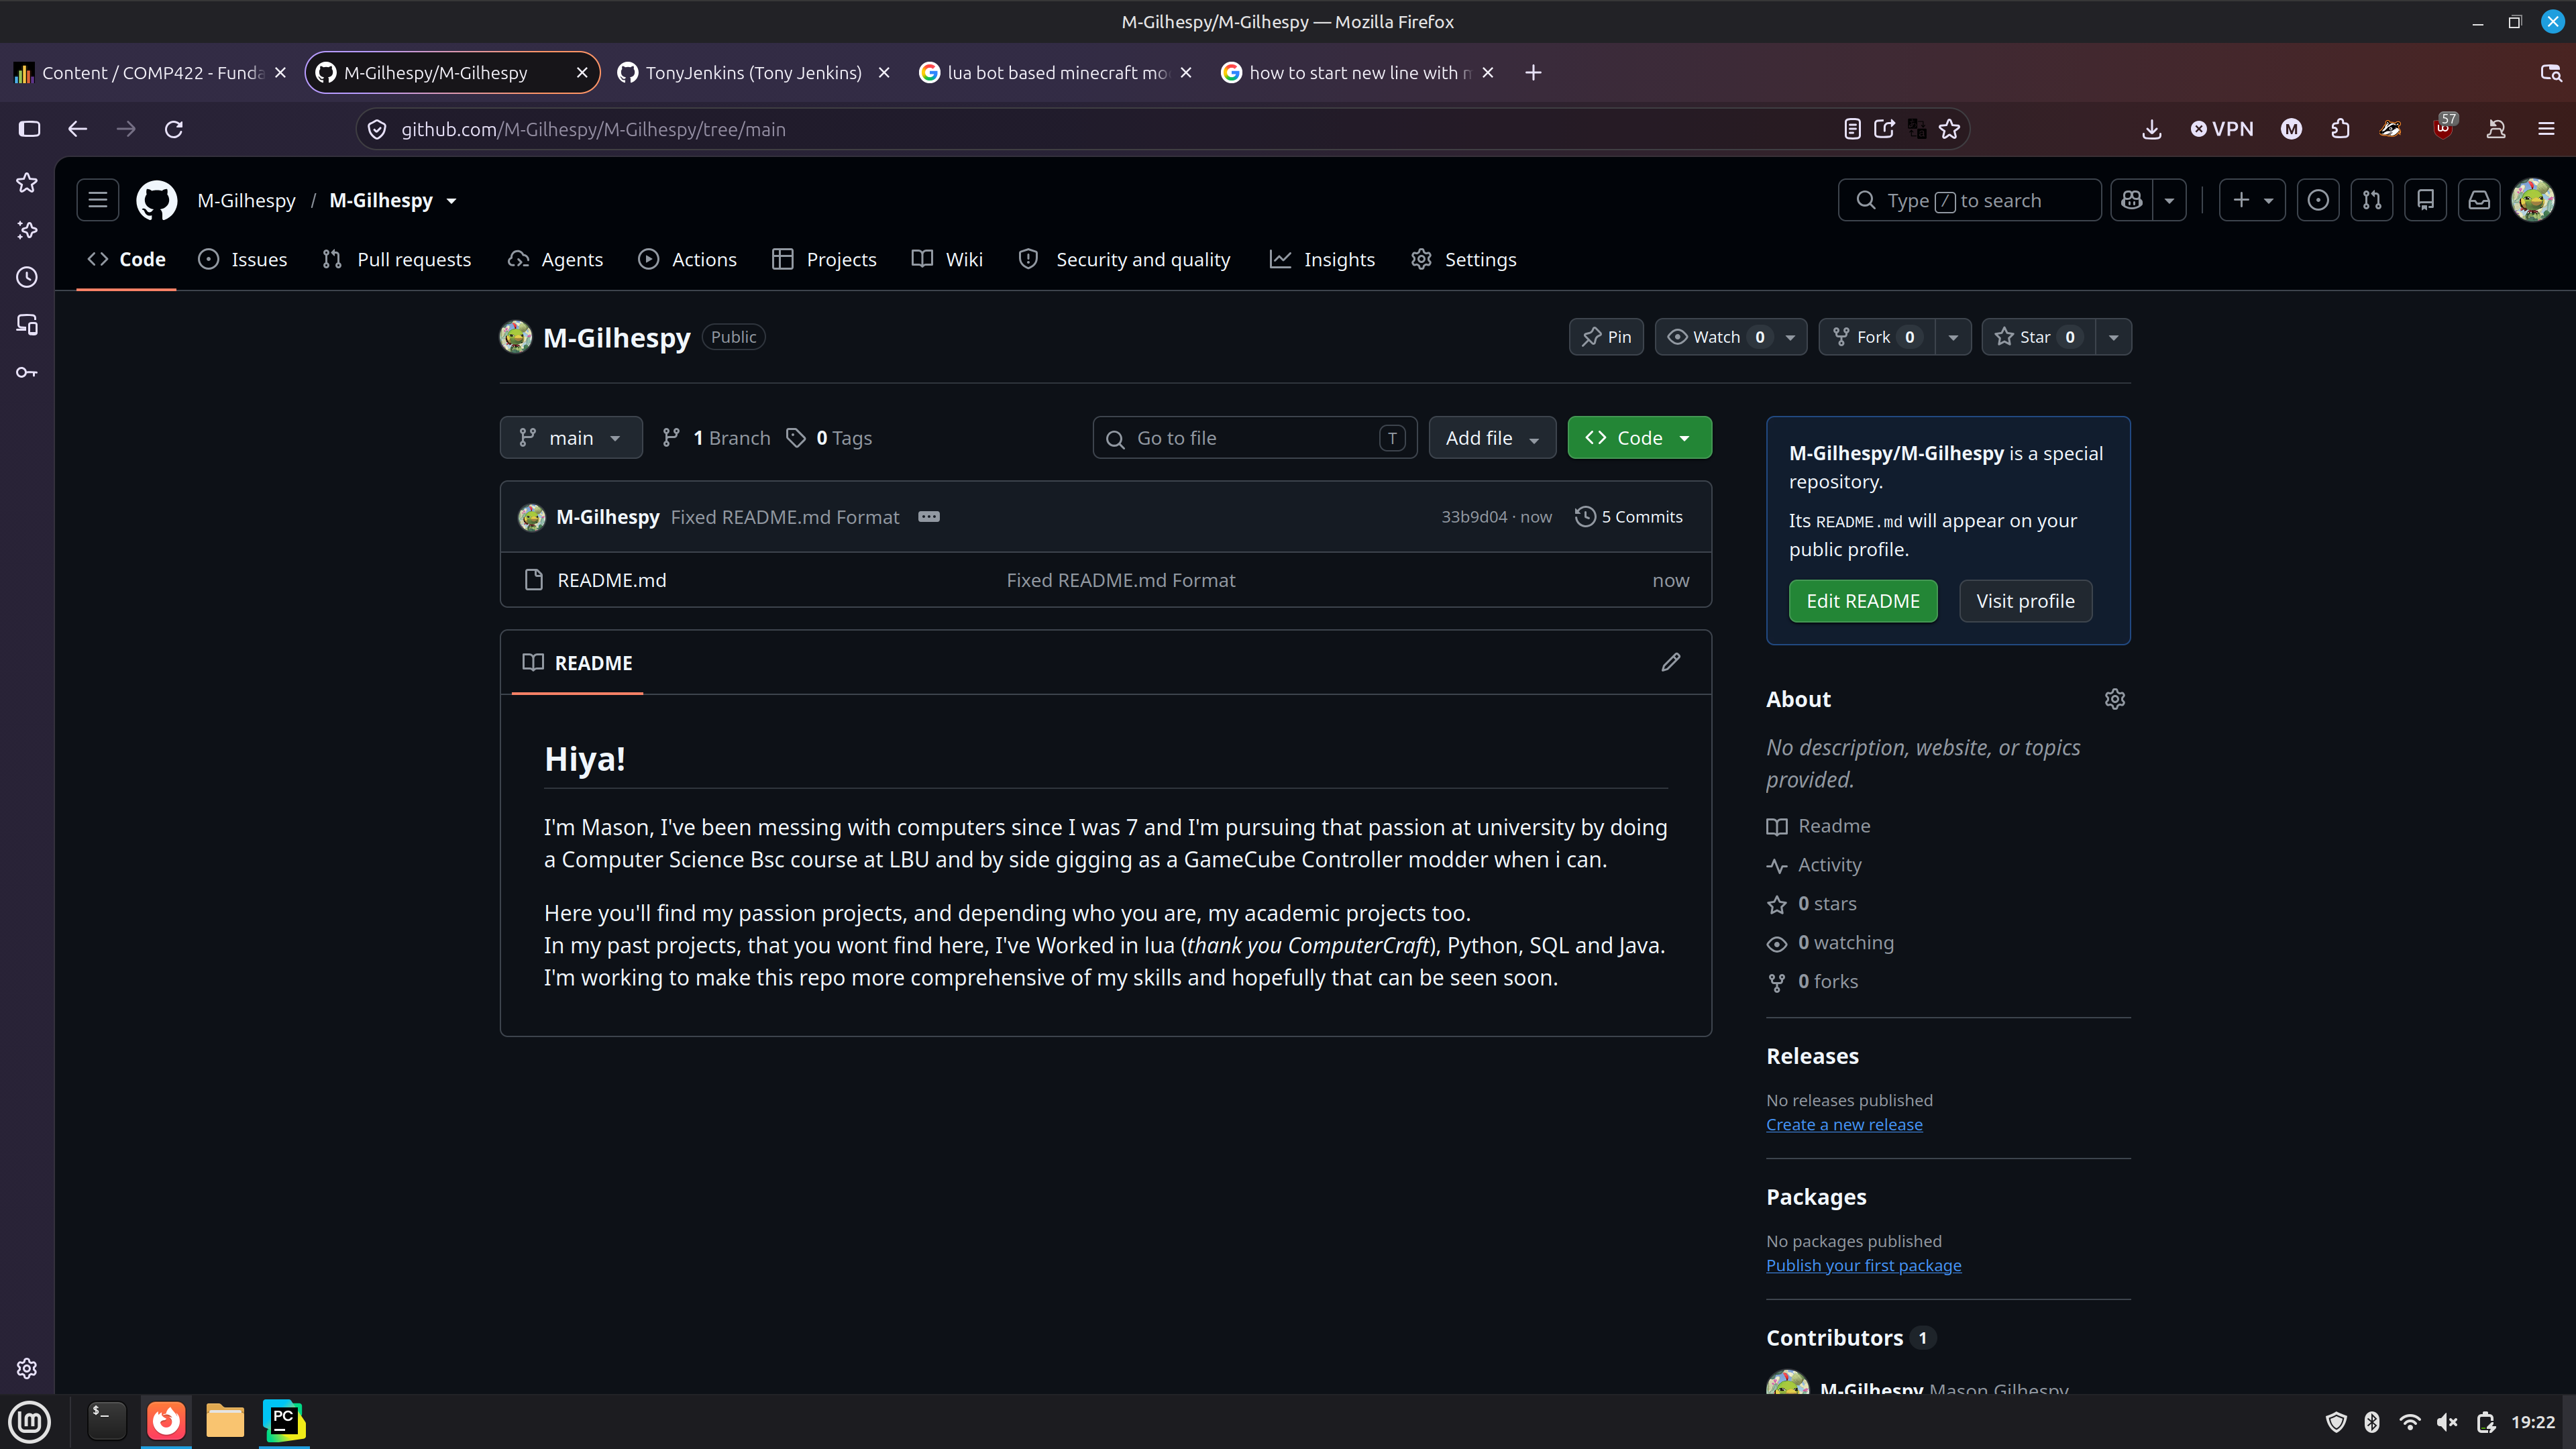 M-Gilhespy/M-Gilhespy — Mozilla Firefox
Content / COMP422 - Funda
M-Gilhespy/M-Gilhespy
TonyJenkins (Tony Jenkins)
lua bot based minecraft mo
how to start new line with
github.com/M-Gilhespy/M-Gilhespy/tree/main
VPN
M
57
M-Gilhespy / M-Gilhespy
Type / to search
Code
Issues
Pull requests
Agents
Actions
Projects
Wiki
Security and quality
Insights
Settings
M-Gilhespy Public
Pin
Watch 0
Fork 0
Star 0
main
1 Branch
0 Tags
Go to file
T
Add file
Code
M-Gilhespy Fixed README.md Format
33b9d04 · now
5 Commits
README.md
Fixed README.md Format
now
README
Hiya!
I'm Mason, I've been messing with computers since I was 7 and I'm pursuing that passion at university by doing
a Computer Science Bsc course at LBU and by side gigging as a GameCube Controller modder when i can.
Here you'll find my passion projects, and depending who you are, my academic projects too.
In my past projects, that you wont find here, I've Worked in lua (thank you ComputerCraft), Python, SQL and Java.
I'm working to make this repo more comprehensive of my skills and hopefully that can be seen soon.
M-Gilhespy/M-Gilhespy is a special
repository.
Its README.md will appear on your
public profile.
Edit README
Visit profile
About
No description, website, or topics
provided.
Readme
Activity
0 stars
0 watching
0 forks
Releases
No releases published
Create a new release
Packages
No packages published
Publish your first package
Contributors 1
M-Gilhespy Mason Gilhespy
$_
PC
19:22